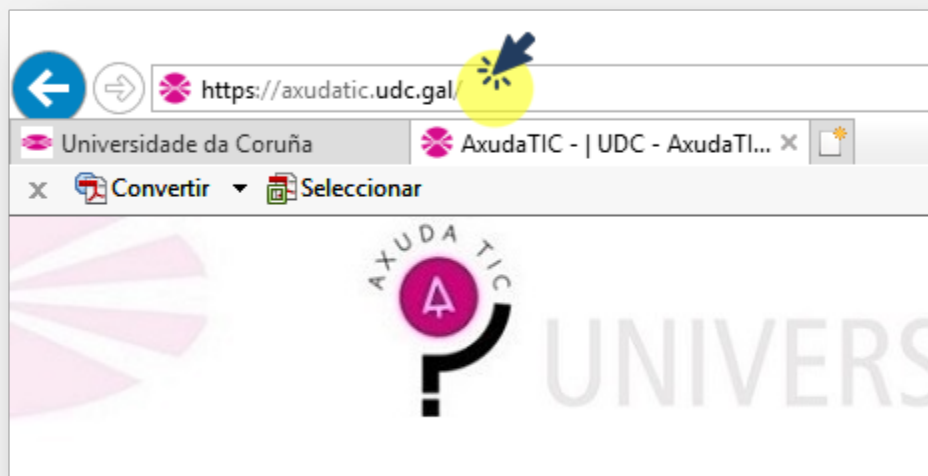 https://axudatic.udc.gal/
Universidade da Coruña
AxudaTIC - | UDC - AxudaTI...
x Convertir Seleccionar
AXUDA TIC
UNIVERS